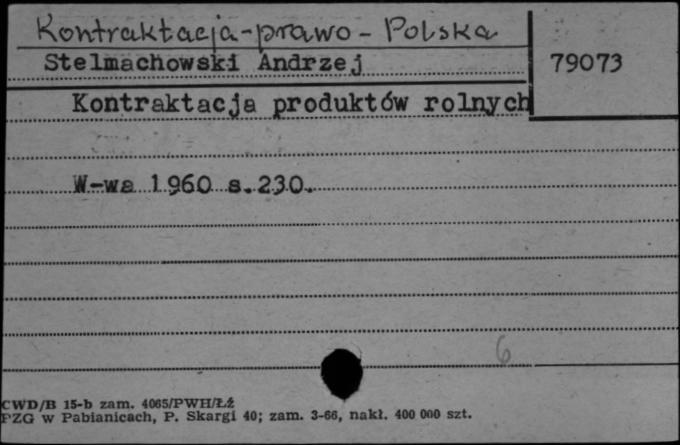 Kontraktacja-prawo-Polska
Stelmachowski Andrzej
79073
Kontraktacja produktów rolnych
W-wa 1960 s.230.
6
CWD/B 15-b zam. 4065/PWH/Łź
PZG w Pabianicach, P. Skargi 40; zam. 3-66, nakł. 400 000 szt.